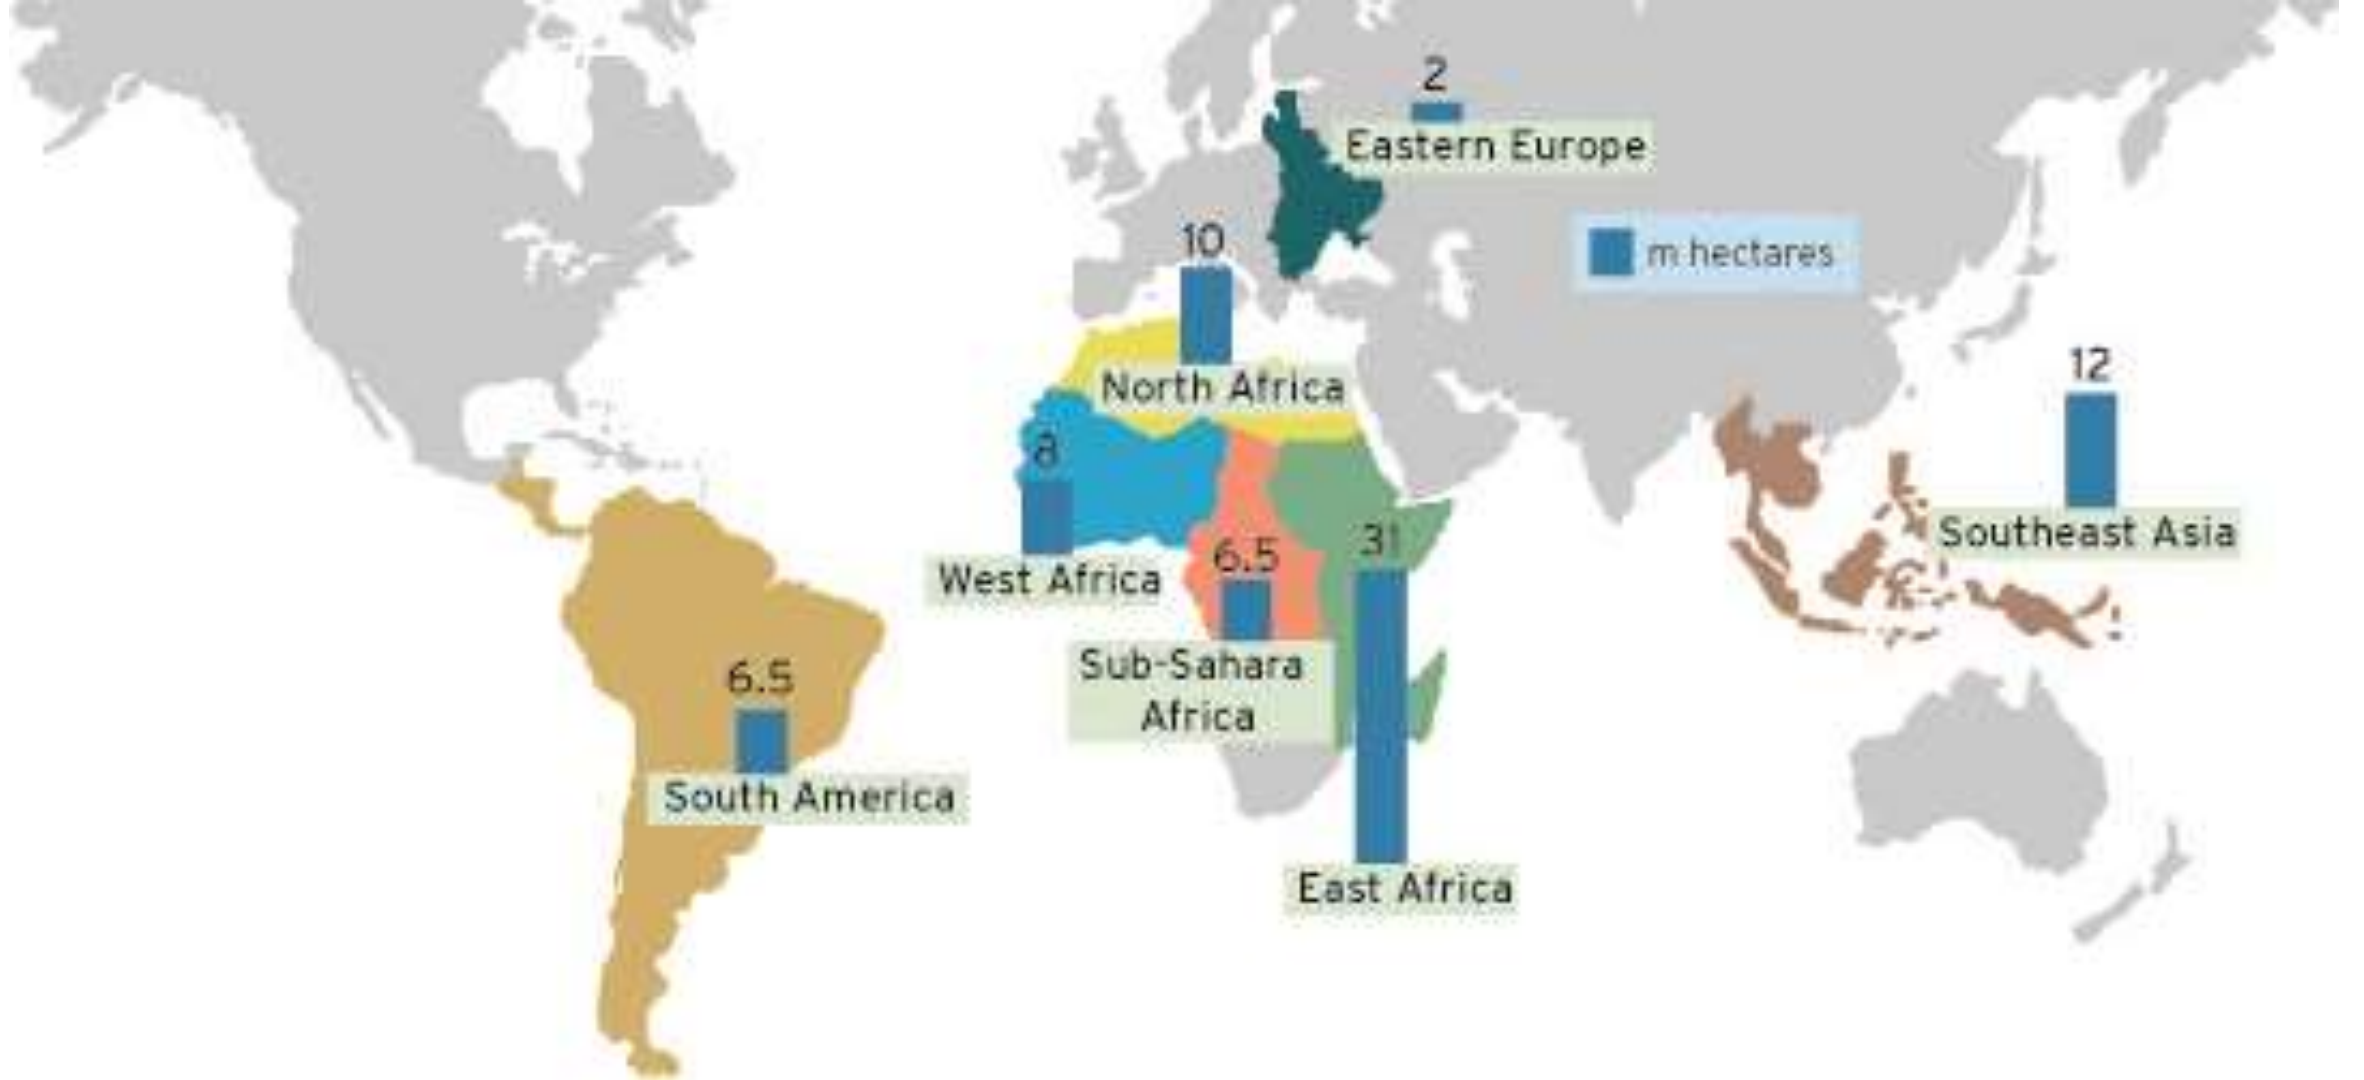 2
Eastern Europe
m hectares
10
North Africa
12
Southeast Asia
8
West Africa
6.5
Sub-Sahara
Africa
31
East Africa
6.5
South America